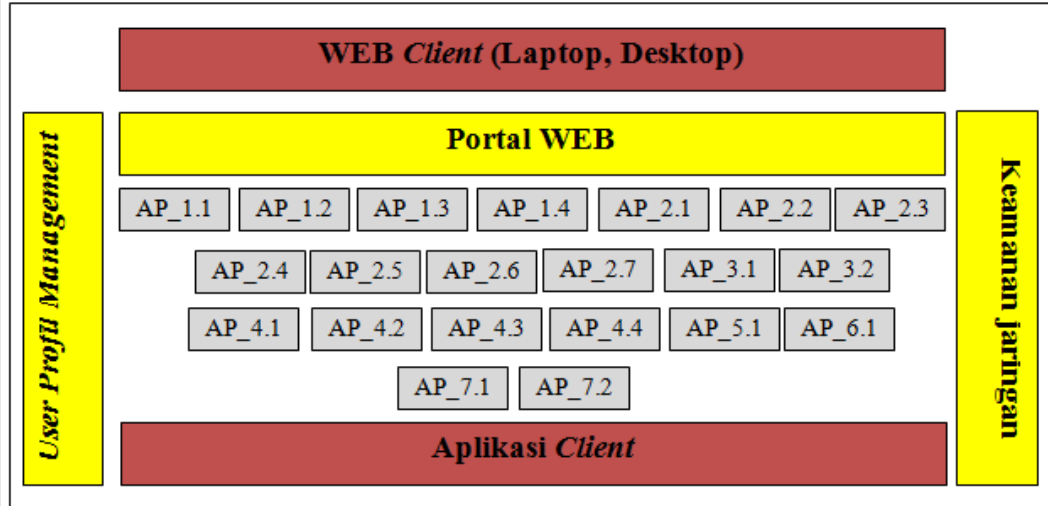 WEB Client (Laptop, Desktop)
User Profil Management
Portal WEB
AP_1.1 AP_1.2 AP_1.3 AP_1.4 AP_2.1 AP_2.2 AP_2.3
AP_2.4 AP_2.5 AP_2.6 AP_2.7 AP_3.1 AP_3.2
AP_4.1 AP_4.2 AP_4.3 AP_4.4 AP_5.1 AP_6.1
AP_7.1 AP_7.2
Aplikasi Client
Keamanan jaringan